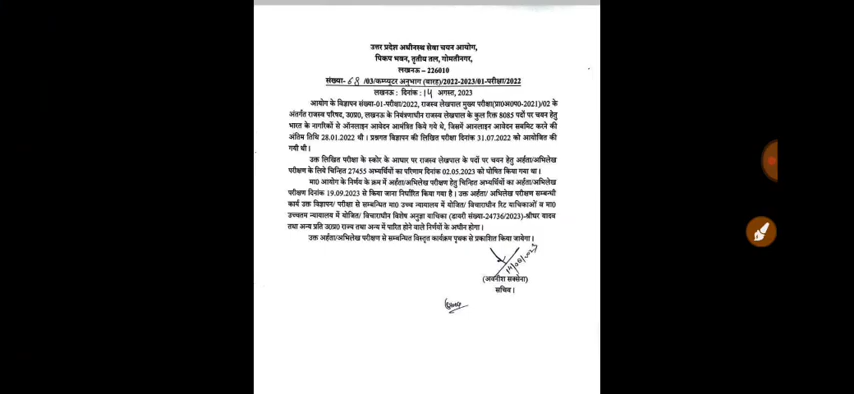 उत्तर प्रदेश अधीनस्थ सेवा चयन आयोग,
पिकप भवन, तृतीय तल, गोमतीनगर,
लखनऊ – 226010
संख्या- 68 /03/कम्प्यूटर अनुभाग (बारह)/2022-2023/01-परीक्षा/2022
लखनऊ : दिनांक : 14 अगस्त, 2023
आयोग के विज्ञापन संख्या-01-परीक्षा/2022, राजस्व लेखपाल मुख्य परीक्षा(प्रा0अ0प0-2021)/02 के
अंतर्गत राजस्व परिषद, उ0प्र0, लखनऊ के नियंत्रणाधीन राजस्व लेखपाल के कुल रिक्त 8085 पदों पर चयन हेतु
भारत के नागरिकों से ऑनलाइन आवेदन आमंत्रित किये गये थे, जिसमें आनलाइन आवेदन सबमिट करने की
अंतिम तिथि 28.01.2022 थी। प्रश्नगत विज्ञापन की लिखित परीक्षा दिनांक 31.07.2022 को आयोजित की
गयी थी।
उक्त लिखित परीक्षा के स्कोर के आधार पर राजस्व लेखपाल के पदों पर चयन हेतु अर्हता/अभिलेख
परीक्षण के लिये चिन्हित 27455 अभ्यर्थियों का परिणाम दिनांक 02.05.2023 को घोषित किया गया था।
मा0 आयोग के निर्णय के क्रम में अर्हता/अभिलेख परीक्षण हेतु चिन्हित अभ्यर्थियों का अर्हता/अभिलेख
परीक्षण दिनांक 19.09.2023 से किया जाना निर्धारित किया गया है। उक्त अर्हता/ अभिलेख परीक्षण सम्बन्धी
कार्य उक्त विज्ञापन/ परीक्षा से सम्बन्धित मा0 उच्च न्यायालय में योजित/ विचाराधीन रिट याचिकाओं व मा0
उच्चतम न्यायालय में योजित/ विचाराधीन विशेष अनुज्ञा याचिका (डायरी संख्या-24736/2023)-श्रीधर यादव
तथा अन्य प्रति उ0प्र0 राज्य तथा अन्य में पारित होने वाले निर्णयों के अधीन होगा।
उक्त अर्हता/अभिलेख परीक्षण से सम्बन्धित विस्तृत कार्यक्रम पृथक से प्रकाशित किया जायेगा।
14/08/2023
(अवनीश सक्सेना)
सचिव।